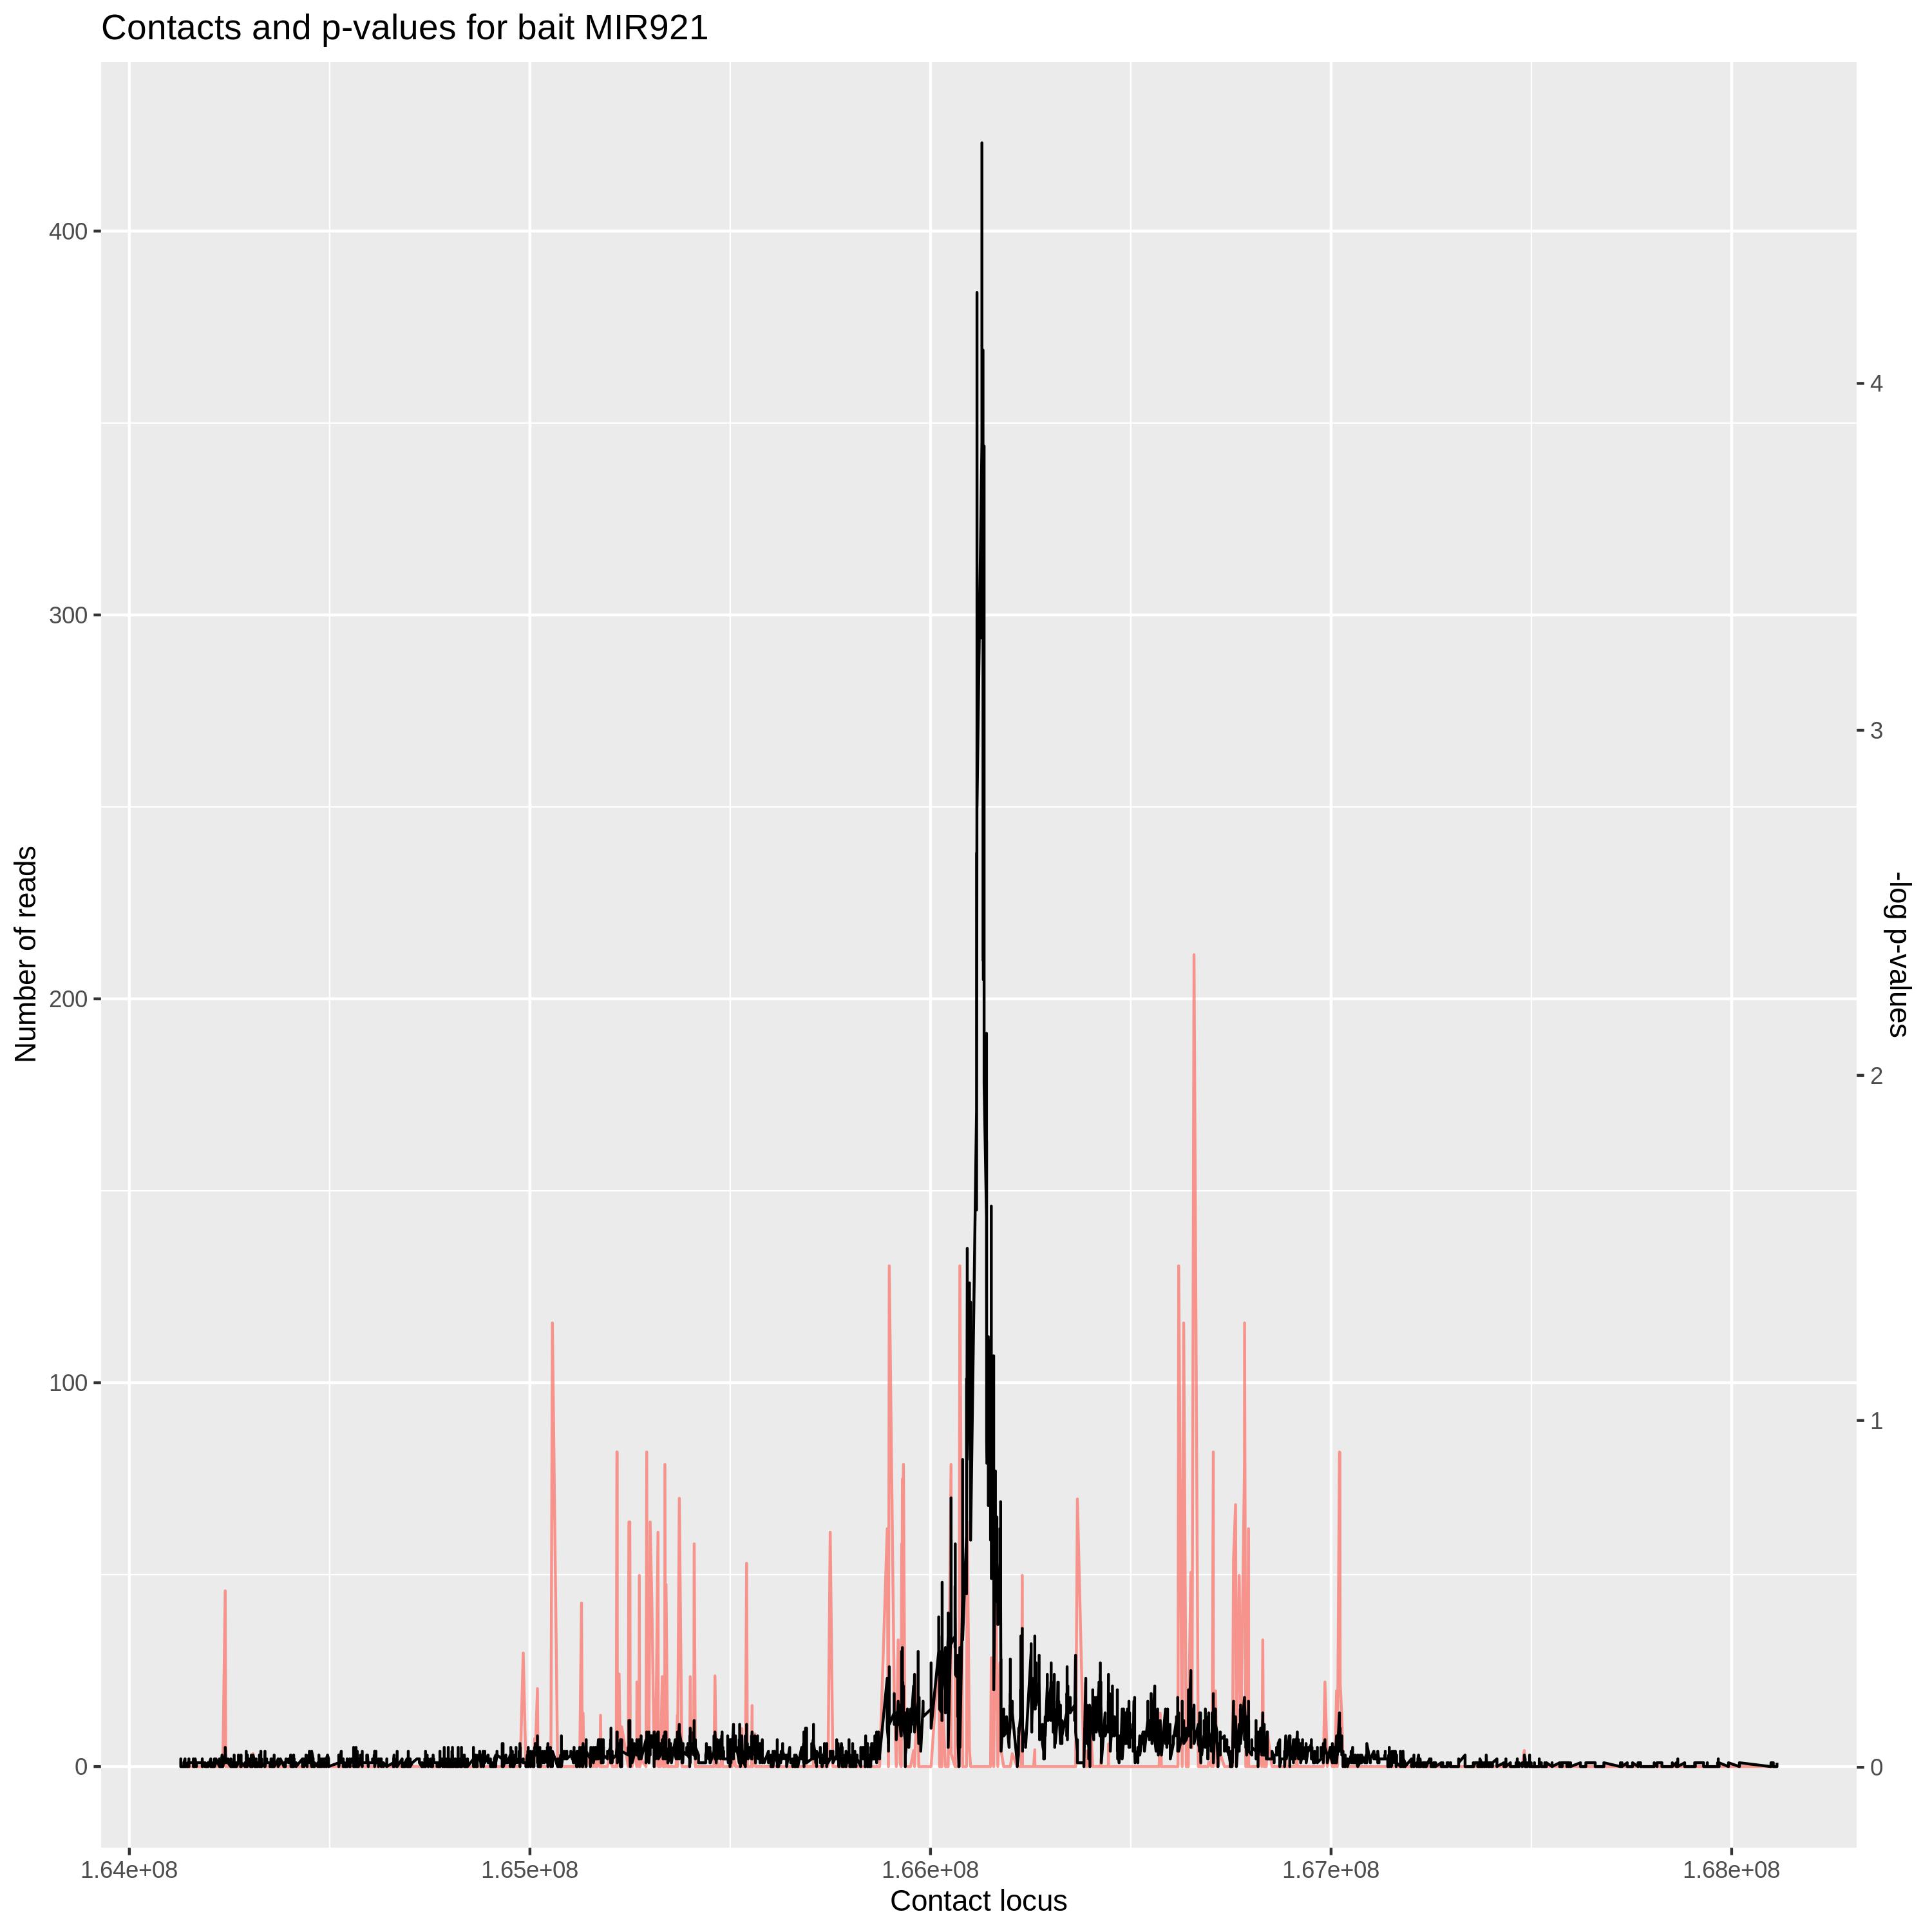 Contacts and p-values for bait MIR921
400
300
200
100
0
4
3
2
1
0
Number of reads
-log p-values
1.64e+08
1.65e+08
1.66e+08
1.67e+08
1.68e+08
Contact locus